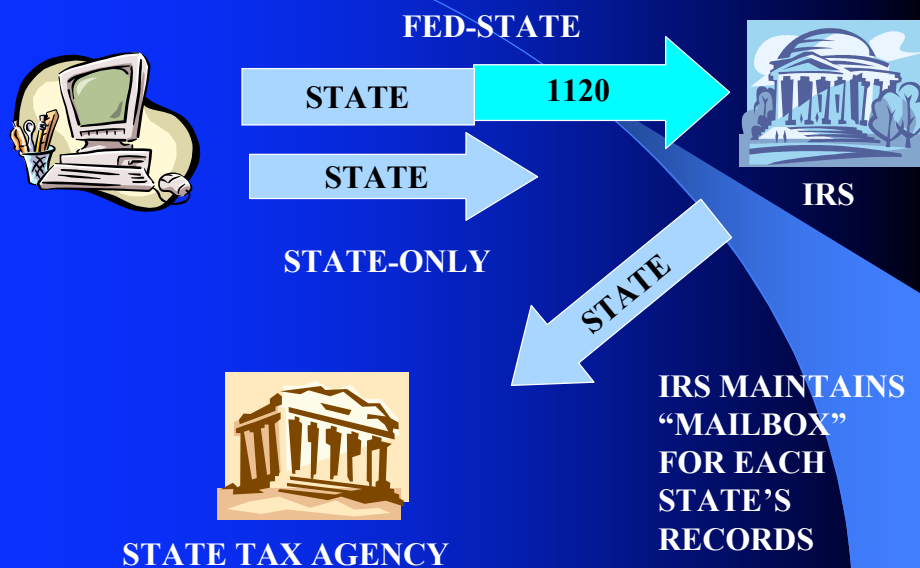 FED-STATE
STATE 1120
IRS
STATE
STATE-ONLY
STATE
IRS MAINTAINS
“MAILBOX”
FOR EACH
STATE’S
RECORDS
STATE TAX AGENCY